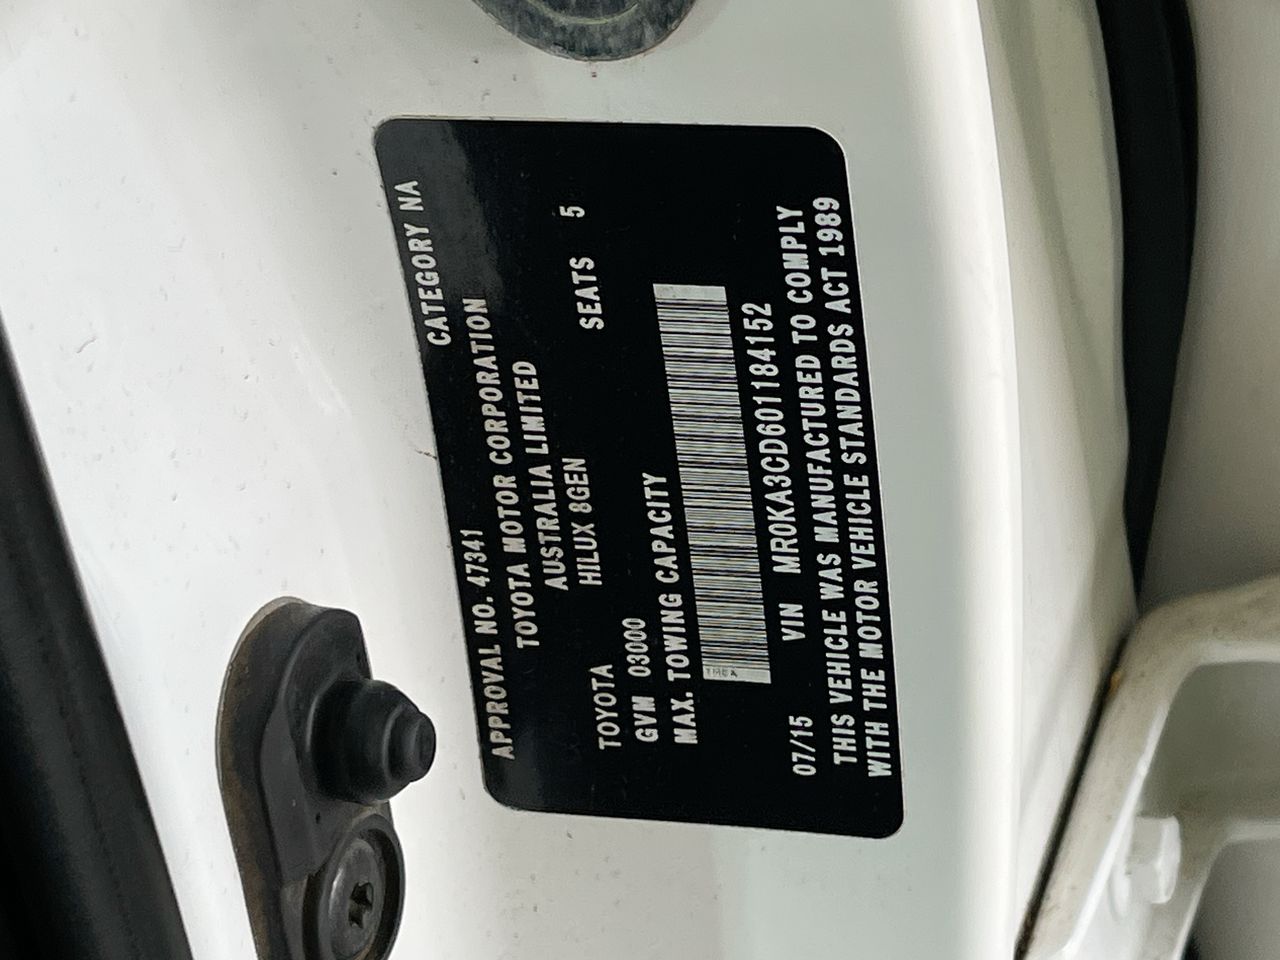 APPROVAL NO. 47341 CATEGORY NA
TOYOTA MOTOR CORPORATION
AUSTRALIA LIMITED
TOYOTA HILUX 8GEN SEATS 5
GVM 03000
MAX. TOWING CAPACITY
07/15 VIN MR0KA3CD601184152
THIS VEHICLE WAS MANUFACTURED TO COMPLY
WITH THE MOTOR VEHICLE STANDARDS ACT 1989